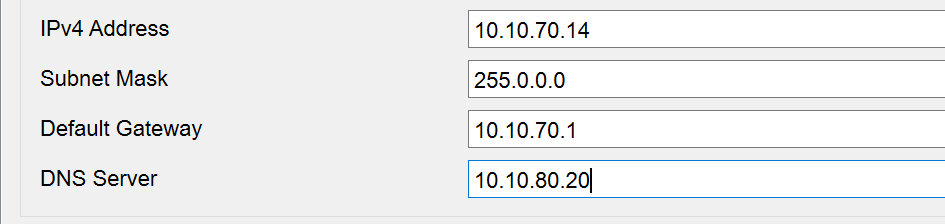 IPv4 Address 10.10.70.14
Subnet Mask 255.0.0.0
Default Gateway 10.10.70.1
DNS Server 10.10.80.20